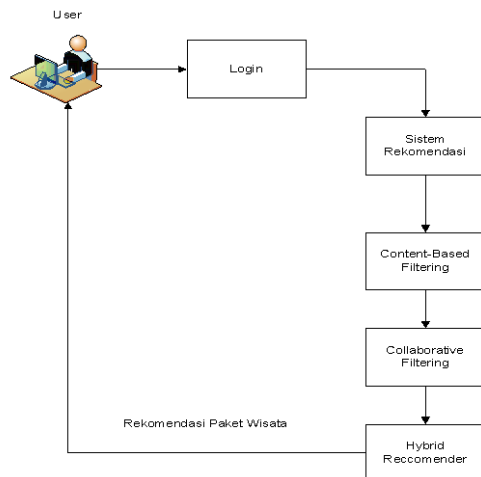 User
Login
Sistem
Rekomendasi
Content-Based
Filtering
Collaborative
Filtering
Rekomendasi Paket Wisata
Hybrid
Reccomender